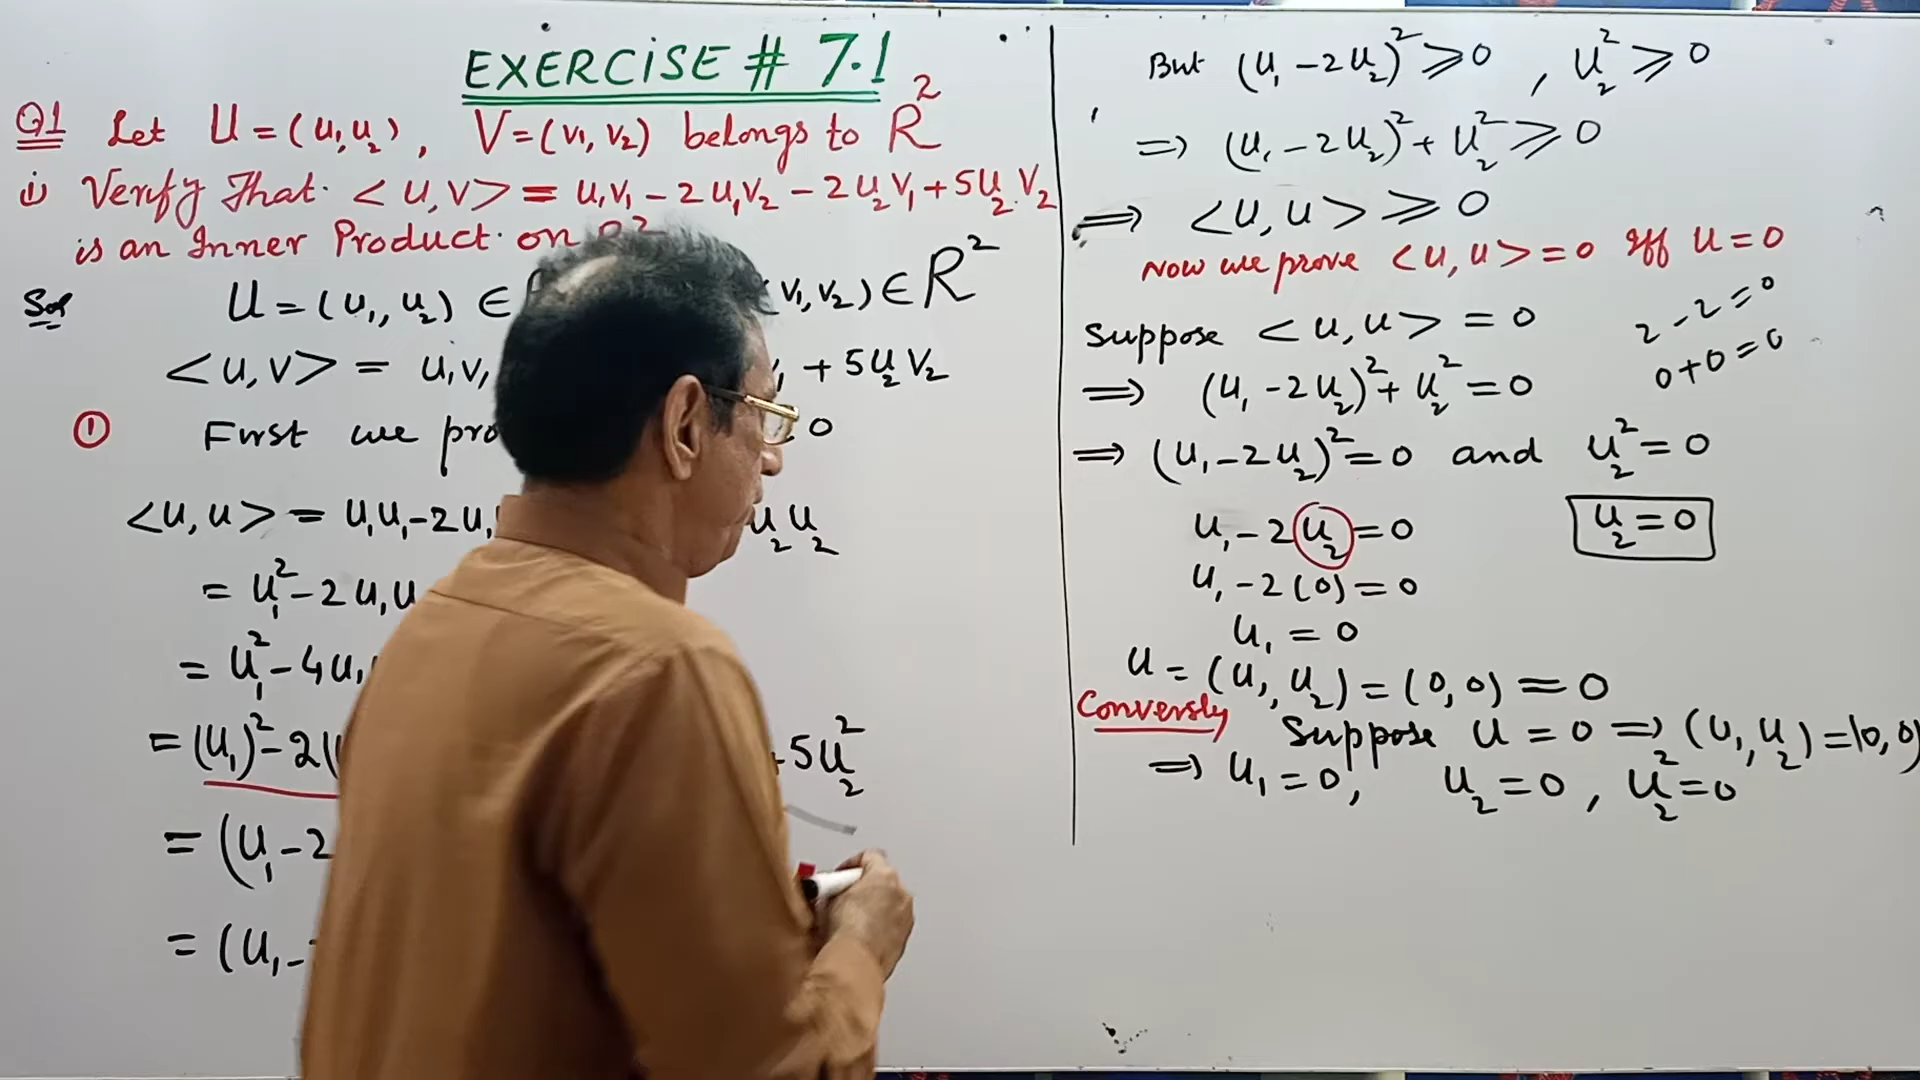 EXERCISE # 7.1
Q1 Let U = (u₁, u₂), V = (v₁, v₂) belongs to R²
i) Verify That. <u, v> = u₁v₁ - 2u₁v₂ - 2u₂v₁ + 5u₂.v₂
is an Inner Product. on R²
Sol U = (u₁, u₂) ∈ (v₁, v₂) ∈ R²
<u, v> = u₁v₁ + 5u₂v₂
① First we 0
<u, u> = u₁u₁ - 2u₁ u₂u₂
= u₁² - 2u₁u
= u₁² - 4u₁
= (u₁)² - 2( 5u₂²
= (u₁ - 2
= (u₁ -
But (u₁ - 2u₂)² ⩾ 0 , u₂² ⩾ 0
=> (u₁ - 2u₂)² + u₂² ⩾ 0
=> <u, u> ⩾ 0
Now we prove <u, u> = 0 iff u = 0
Suppose <u, u> = 0
2 - 2 = 0
0 + 0 = 0
=> (u₁ - 2u₂)² + u₂² = 0
=> (u₁ - 2u₂)² = 0 and u₂² = 0
u₁ - 2u₂ = 0 u₂ = 0
u₁ - 2(0) = 0
u₁ = 0
u = (u₁, u₂) = (0, 0) = 0
Conversly Suppose u = 0 => (u₁, u₂) = (0, 0)
=> u₁ = 0, u₂ = 0, u₂² = 0